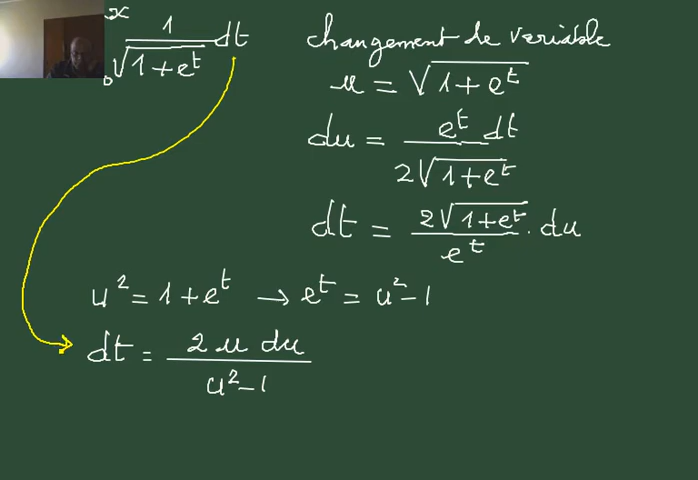 x 1 dt changement de variable
√1+e^t u = √1+e^t
0
du = e^t dt / 2√1+e^t
dt = 2√1+e^t / e^t . du
u² = 1+e^t → e^t = u²-1
dt = 2 u du / u²-1